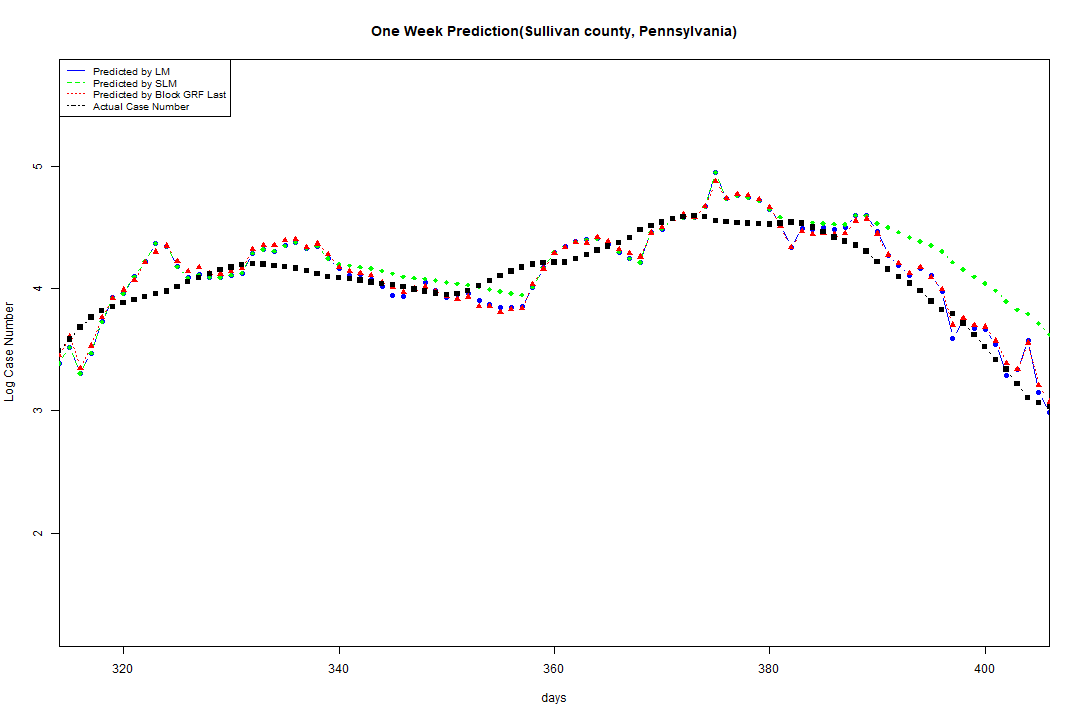 One Week Prediction(Sullivan county, Pennsylvania)
Predicted by LM
Predicted by SLM
Predicted by Block GRF Last
Actual Case Number
5
4
3
2
Log Case Number
320 340 360 380 400
days